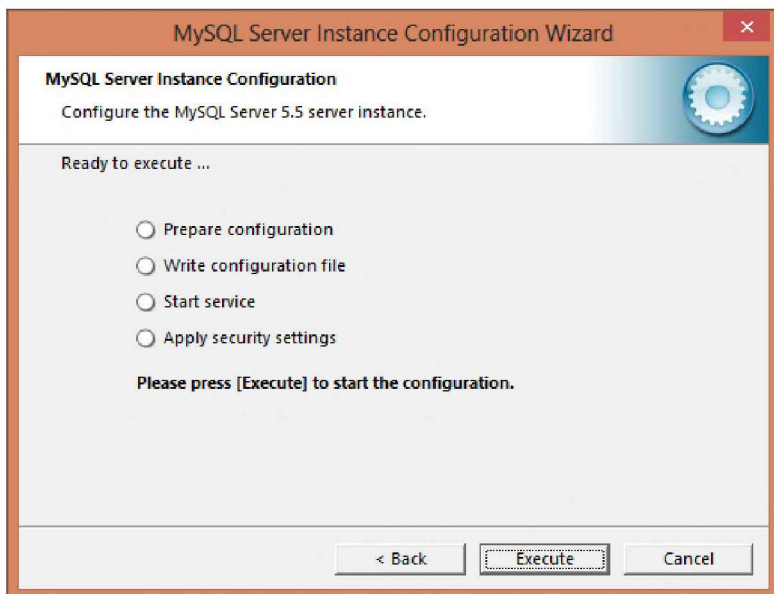 MySQL Server Instance Configuration Wizard
MySQL Server Instance Configuration
Configure the MySQL Server 5.5 server instance.
Ready to execute ...
Prepare configuration
Write configuration file
Start service
Apply security settings
Please press [Execute] to start the configuration.
< Back
Execute
Cancel